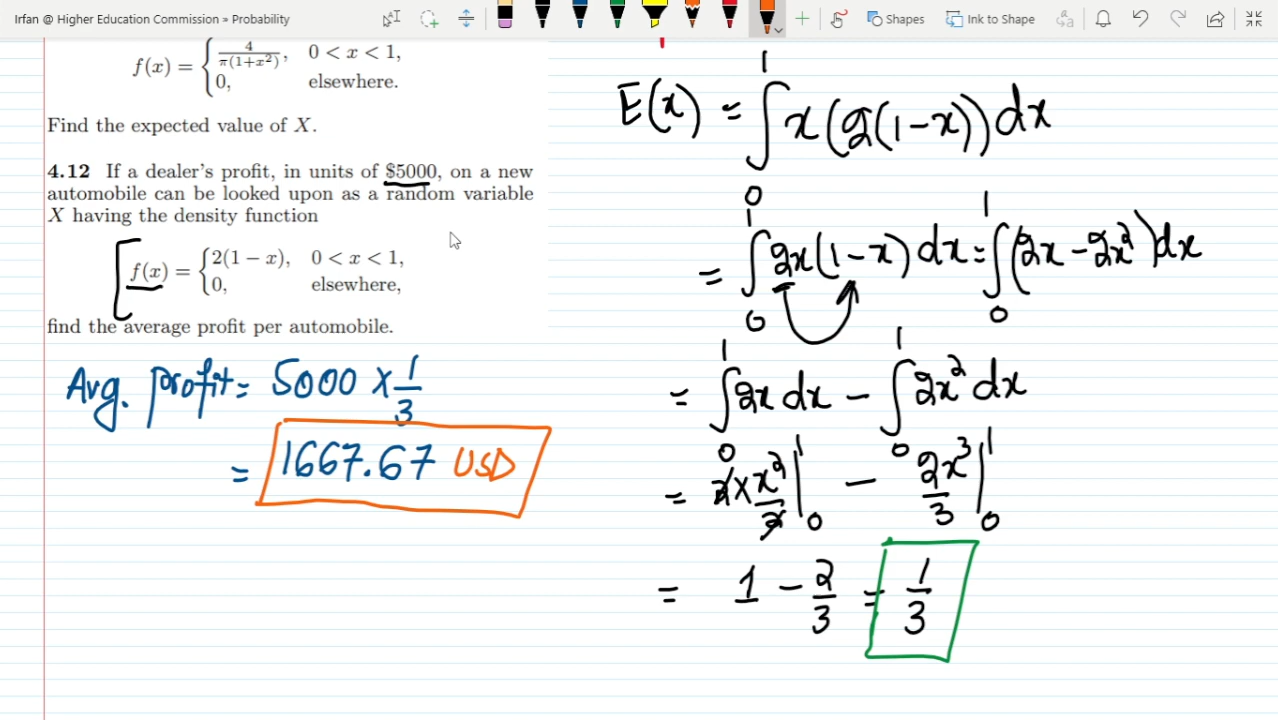 Irfan @ Higher Education Commission » Probability
Shapes
Ink to Shape
f(x) = { 4/π(1+x²), 0 < x < 1,
0, elsewhere.
Find the expected value of X.
4.12 If a dealer's profit, in units of $5000, on a new
automobile can be looked upon as a random variable
X having the density function
f(x) = { 2(1 − x), 0 < x < 1,
0, elsewhere,
find the average profit per automobile.
Avg. profit = 5000 × 1/3
= 1667.67 USD
E(x) = ∫₀¹ x(2(1−x))dx
= ∫₀¹ 2x(1−x)dx = ∫₀¹ (2x − 2x²)dx
= ∫₀¹ 2x dx − ∫₀¹ 2x² dx
= 2 × x²/2 |₀¹ − 2x³/3 |₀¹
= 1 − 2/3 = 1/3